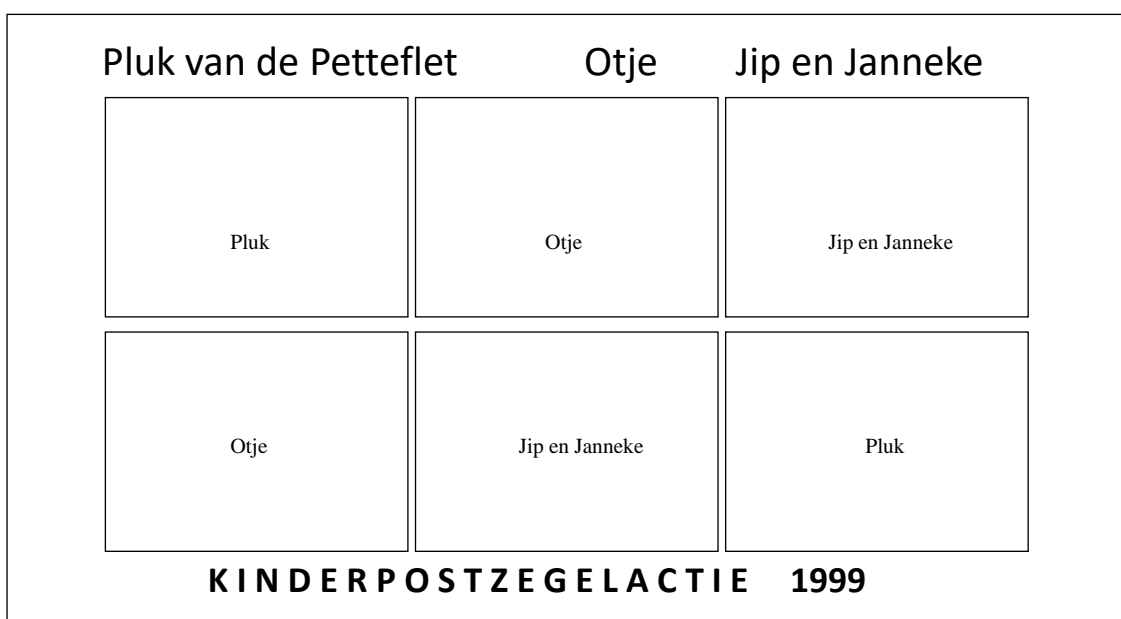 Pluk van de Petteflet Otje Jip en Janneke
Pluk Otje Jip en Janneke
Otje Jip en Janneke Pluk
K I N D E R P O S T Z E G E L A C T I E 1999